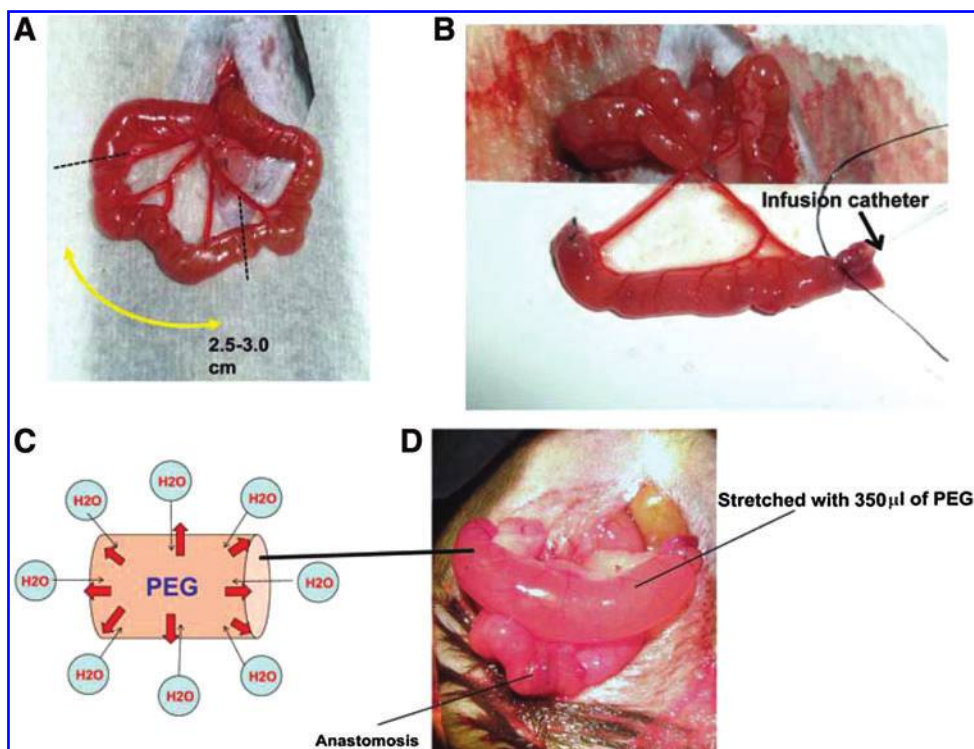 A
B
Infusion catheter
2.5-3.0
cm
C
D
H2O
H2O
H2O
Stretched with 350μl of PEG
H2O
PEG
H2O
H2O
H2O
H2O
Anastomosis